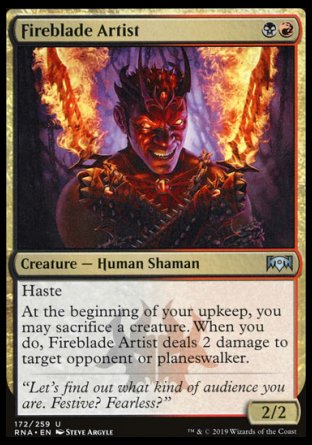 Fireblade Artist
Creature — Human Shaman
Haste
At the beginning of your upkeep, you
may sacrifice a creature. When you
do, Fireblade Artist deals 2 damage to
target opponent or planeswalker.
“Let’s find out what kind of audience you
are. Festive? Fearless?”
2/2
172/259 U
RNA • EN STEVE ARGYLE
™ & © 2019 Wizards of the Coast